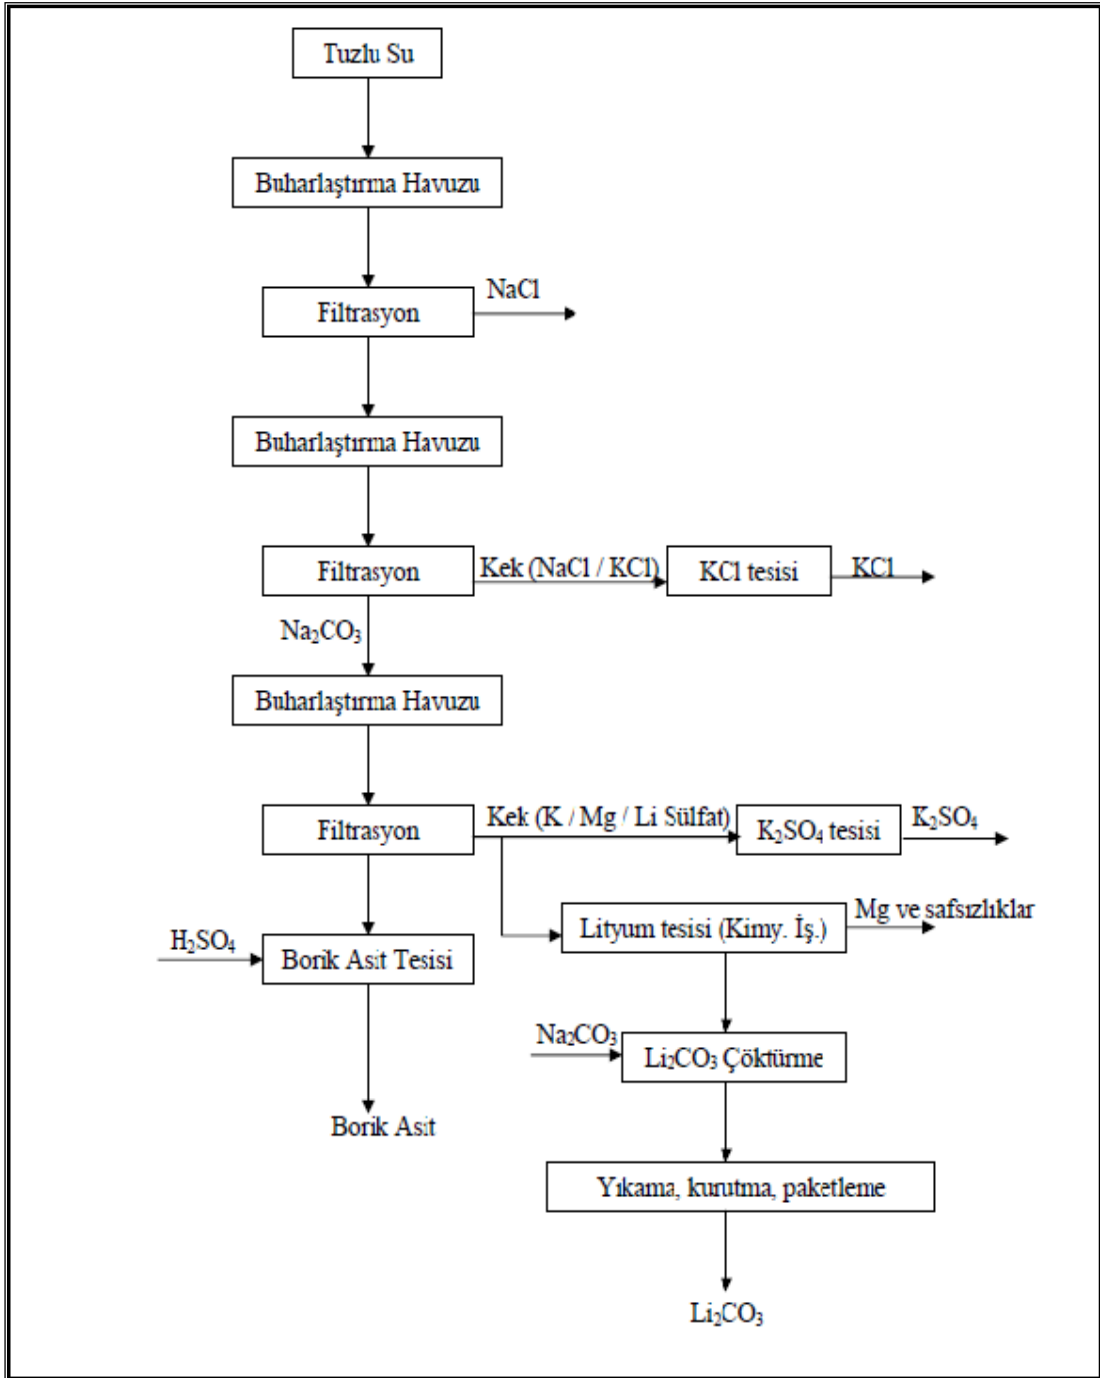 Tuzlu Su
Buharlaştırma Havuzu
Filtrasyon
NaCl
Buharlaştırma Havuzu
Filtrasyon
Kek (NaCl / KCl)
KCl tesisi
KCl
Na₂CO₃
Buharlaştırma Havuzu
Filtrasyon
Kek (K / Mg / Li Sülfat)
K₂SO₄ tesisi
K₂SO₄
Lityum tesisi (Kimy. İş.)
Mg ve safsızlıklar
H₂SO₄
Borik Asit Tesisi
Na₂CO₃
Li₂CO₃ Çöktürme
Borik Asit
Yıkama, kurutma, paketleme
Li₂CO₃